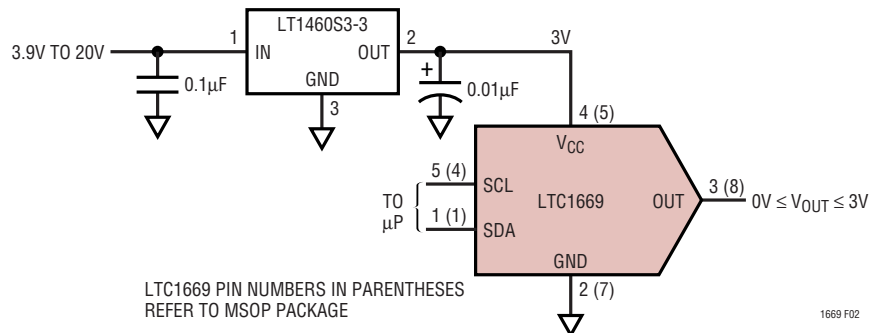 LT1460S3-3
3.9V TO 20V
1
IN
OUT
2
GND
3
0.1µF
3V
+
0.01µF
4 (5)
VCC
5 (4)
SCL
TO
µP
1 (1)
SDA
LTC1669
OUT
3 (8)
0V ≤ VOUT ≤ 3V
GND
2 (7)
LTC1669 PIN NUMBERS IN PARENTHESES
REFER TO MSOP PACKAGE
1669 F02